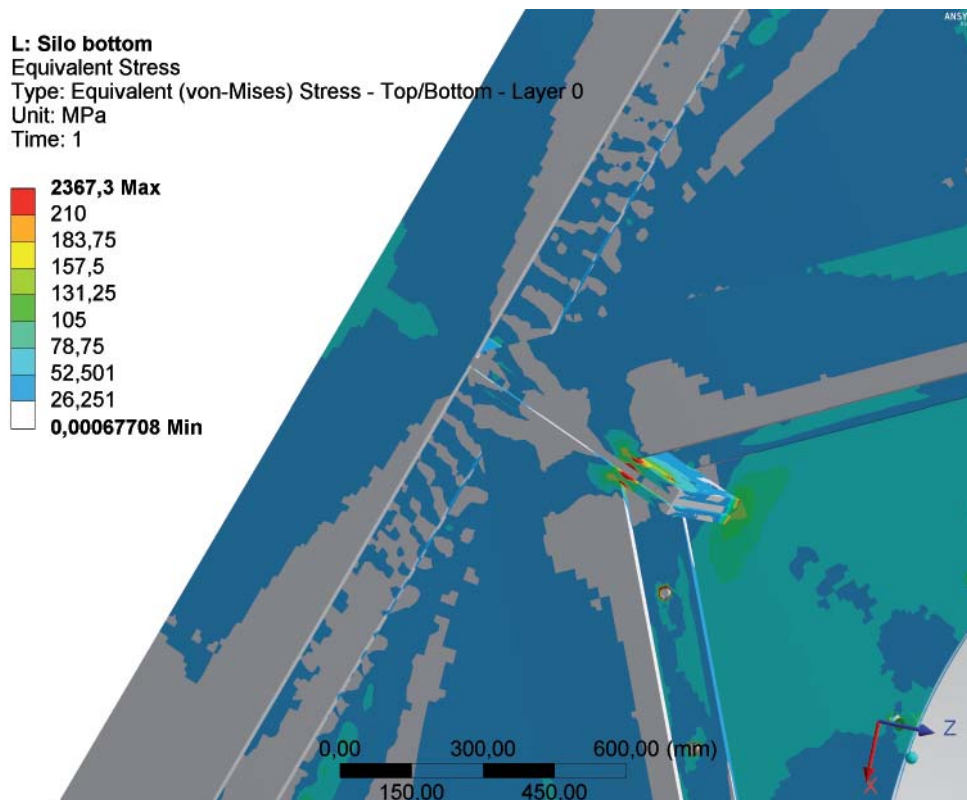 ANSY
L: Silo bottom
Equivalent Stress
Type: Equivalent (von-Mises) Stress - Top/Bottom - Layer 0
Unit: MPa
Time: 1
2367,3 Max
210
183,75
157,5
131,25
105
78,75
52,501
26,251
0,00067708 Min
0,00 300,00 600,00 (mm)
150,00 450,00
Z
X